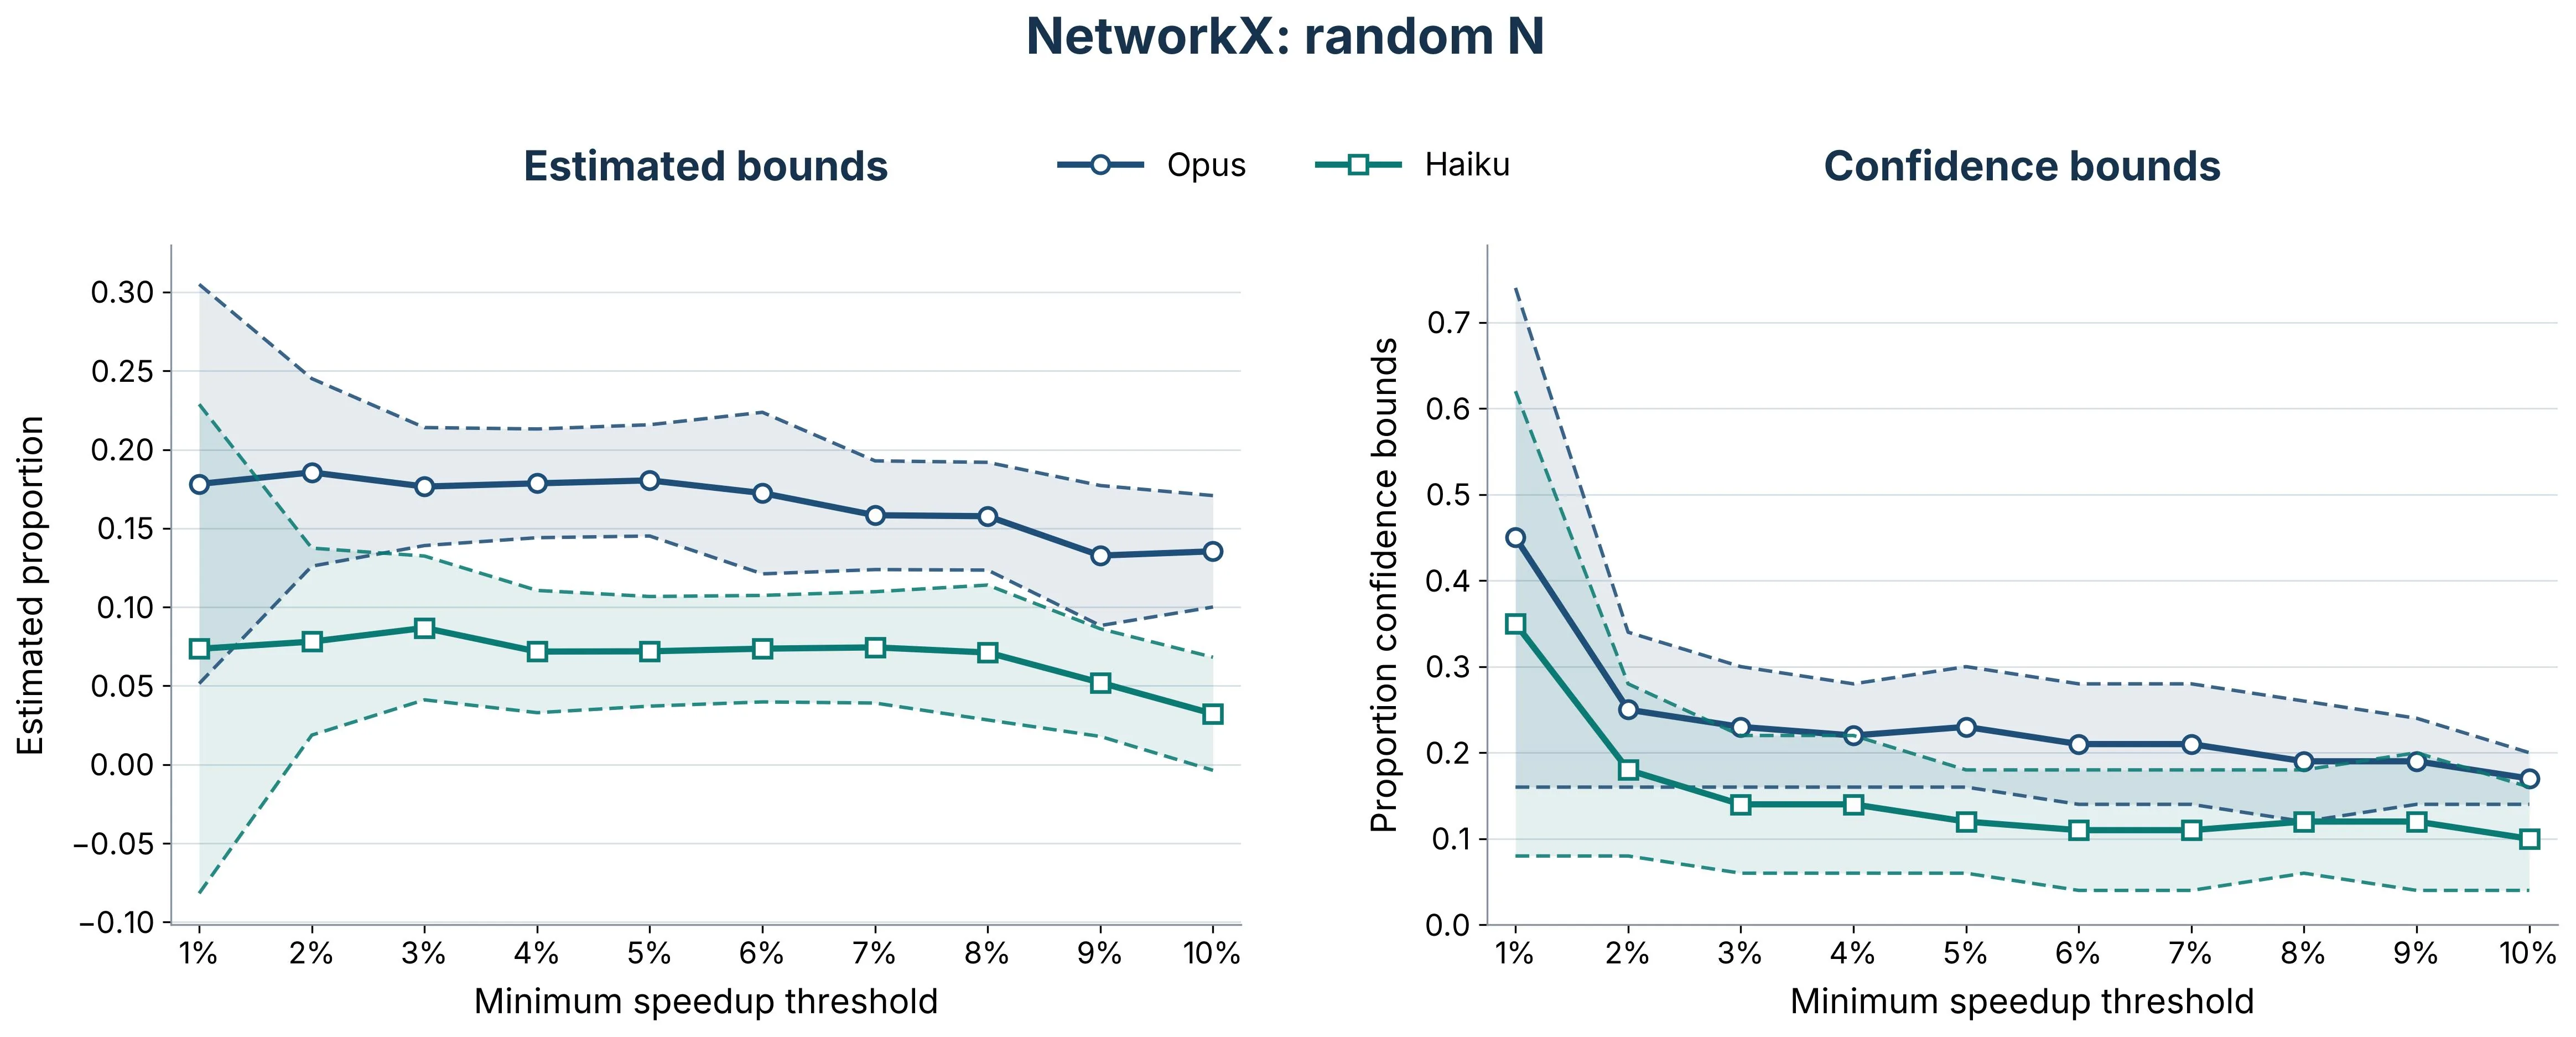 NetworkX: random N
Estimated bounds
Opus
Haiku
Confidence bounds
Estimated proportion
0.30
0.25
0.20
0.15
0.10
0.05
0.00
−0.05
−0.10
1% 2% 3% 4% 5% 6% 7% 8% 9% 10%
Minimum speedup threshold
Proportion confidence bounds
0.7
0.6
0.5
0.4
0.3
0.2
0.1
0.0
1% 2% 3% 4% 5% 6% 7% 8% 9% 10%
Minimum speedup threshold